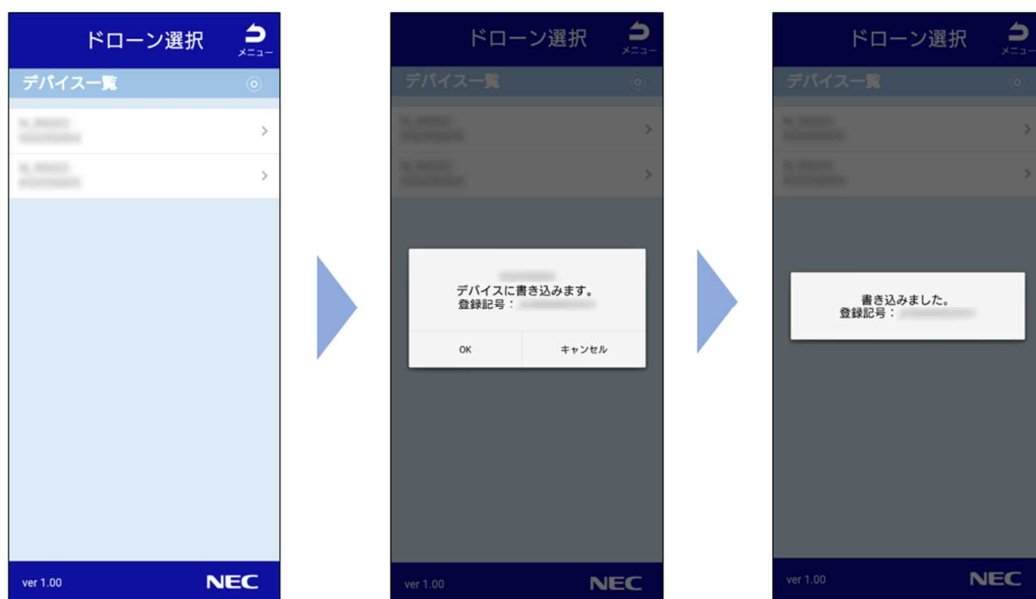 ドローン選択
メニュー
デバイス一覧
ver 1.00
NEC
ドローン選択
メニュー
デバイス一覧
デバイスに書き込みます。
登録記号：
OK
キャンセル
ver 1.00
NEC
ドローン選択
メニュー
デバイス一覧
書き込みました。
登録記号：
ver 1.00
NEC